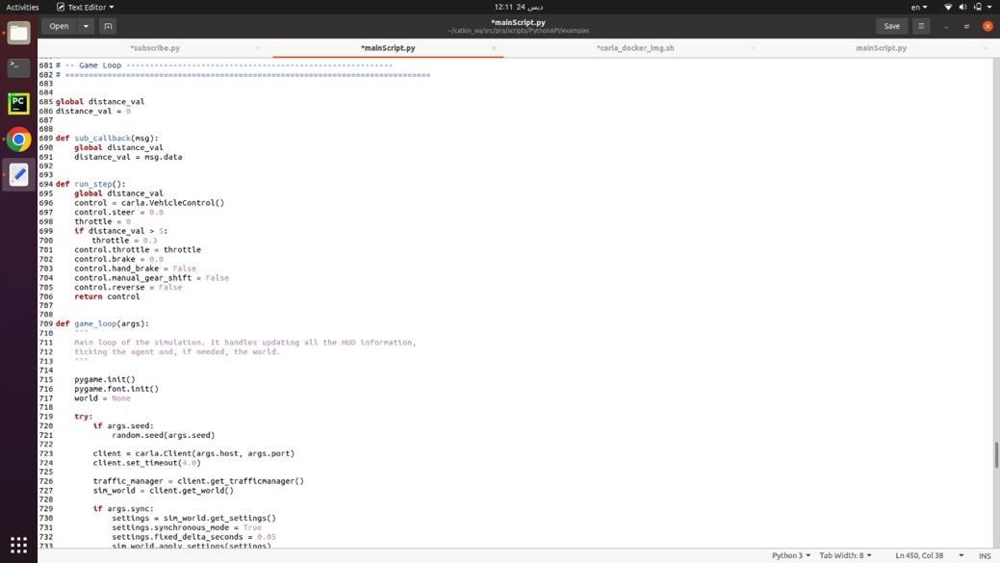 Activities
Text Editor
12:11 24 دیس
en
Open
*mainScript.py
~/catkin_ws/src/pro/scripts/PythonAPI/examples
Save
*subscribe.py
*mainScript.py
*carla_docker_img.sh
mainScript.py
681 # -- Game Loop ---------------------------------------------------------
682 # ==============================================================================
683
684
685 global distance_val
686 distance_val = 0
687
688
689 def sub_callback(msg):
690     global distance_val
691     distance_val = msg.data
692
693
694 def run_step():
695     global distance_val
696     control = carla.VehicleControl()
697     control.steer = 0.0
698     throttle = 0
699     if distance_val > 5:
700         throttle = 0.3
701     control.throttle = throttle
702     control.brake = 0.0
703     control.hand_brake = False
704     control.manual_gear_shift = False
705     control.reverse = False
706     return control
707
708
709 def game_loop(args):
710     """
711     Main loop of the simulation. It handles updating all the HUD information,
712     ticking the agent and, if needed, the world.
713     """
714
715     pygame.init()
716     pygame.font.init()
717     world = None
718
719     try:
720         if args.seed:
721             random.seed(args.seed)
722
723         client = carla.Client(args.host, args.port)
724         client.set_timeout(4.0)
725
726         traffic_manager = client.get_trafficmanager()
727         sim_world = client.get_world()
728
729         if args.sync:
730             settings = sim_world.get_settings()
731             settings.synchronous_mode = True
732             settings.fixed_delta_seconds = 0.05
733             sim_world.apply_settings(settings)
Python 3
Tab Width: 8
Ln 450, Col 38
INS